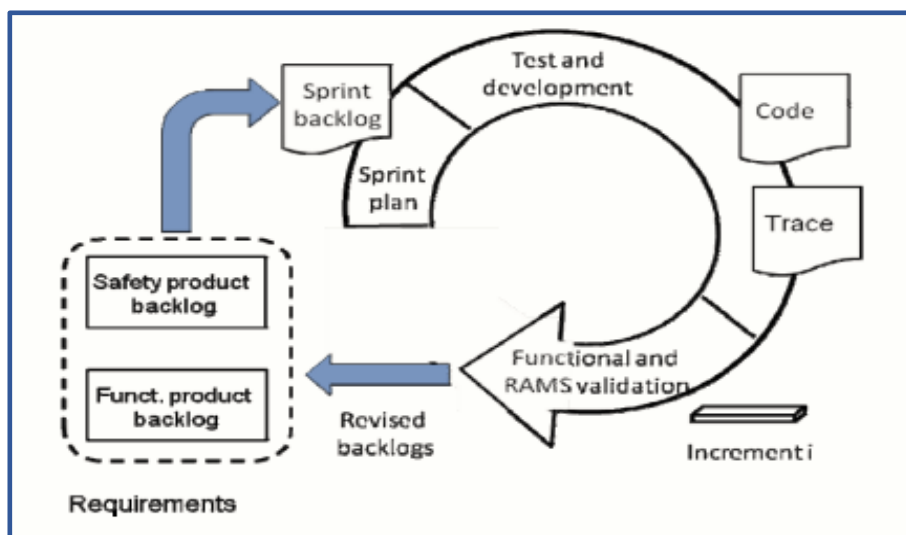 Test and
development
Sprint
backlog
Code
Sprint
plan
Trace
Safety product
backlog
Functional and
RAMS validation
Funct. product
backlog
Revised
backlogs
Increment i
Requirements